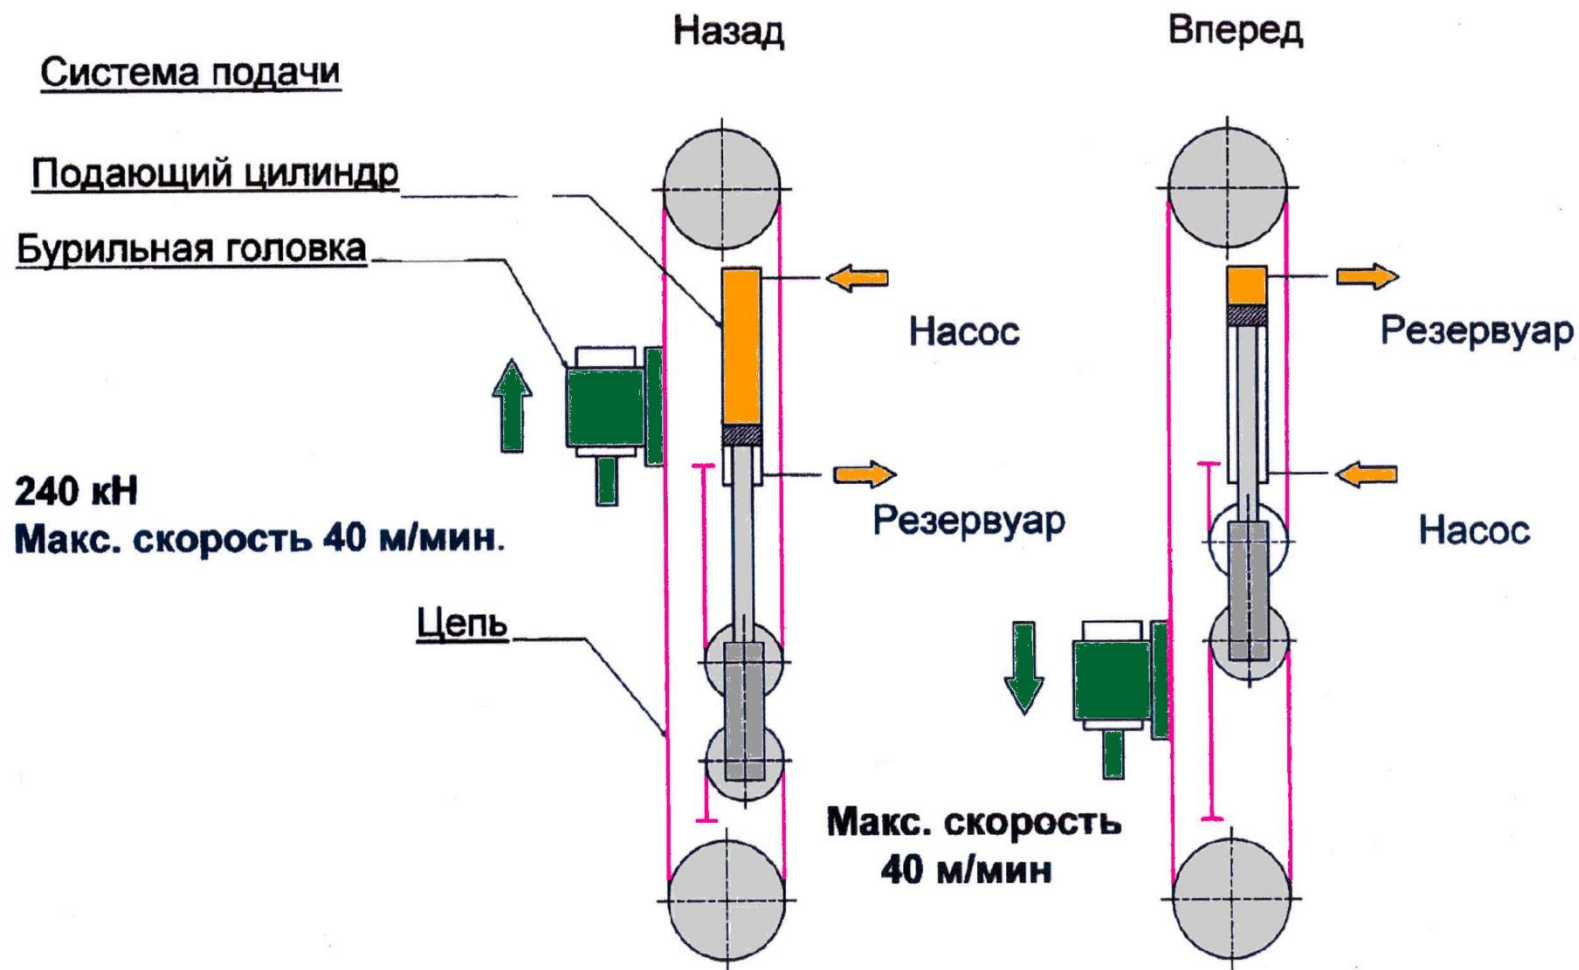 Назад
Вперед
Система подачи
Подающий цилиндр
Бурильная головка
Насос
Резервуар
240 кН
Макс. скорость 40 м/мин.
Резервуар
Насос
Цепь
Макс. скорость
40 м/мин